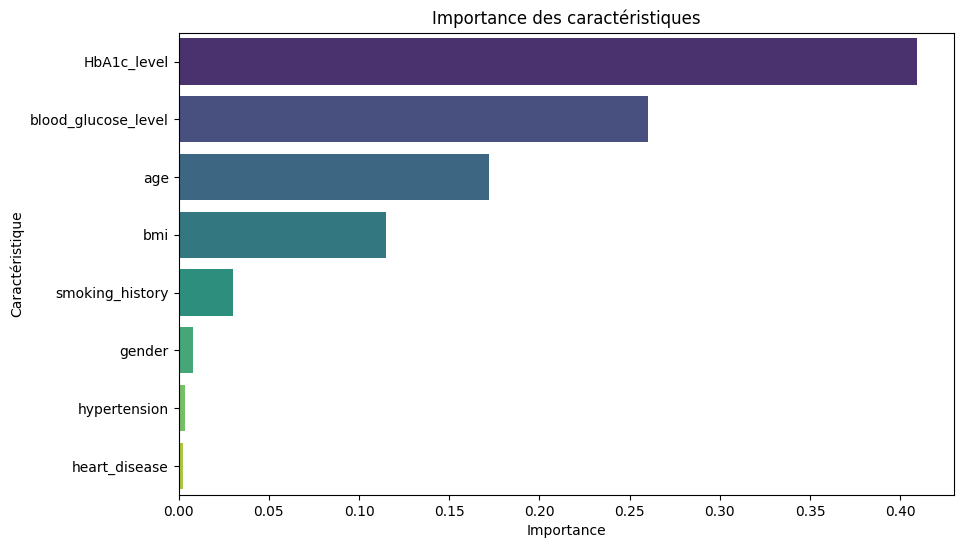 Importance des caractéristiques
Caractéristique
HbA1c_level
blood_glucose_level
age
bmi
smoking_history
gender
hypertension
heart_disease
0.00 0.05 0.10 0.15 0.20 0.25 0.30 0.35 0.40
Importance